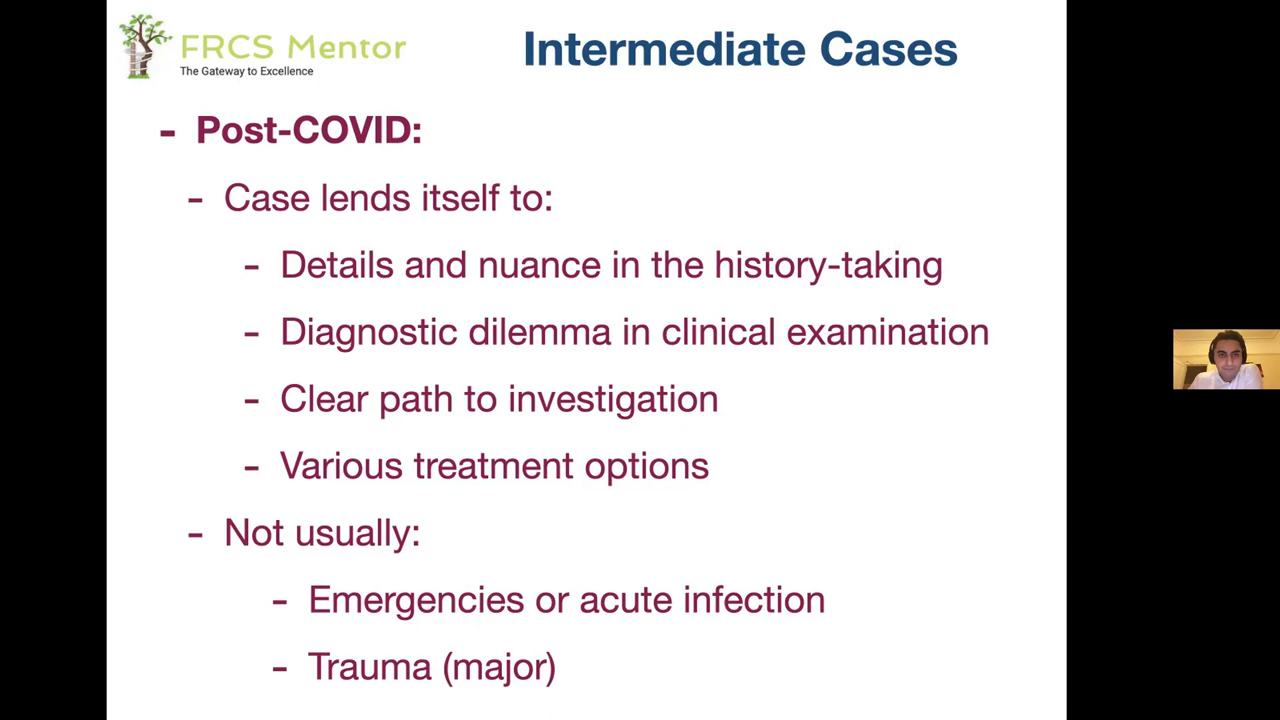 FRCS Mentor
The Gateway to Excellence
Intermediate Cases
- Post-COVID:
- Case lends itself to:
- Details and nuance in the history-taking
- Diagnostic dilemma in clinical examination
- Clear path to investigation
- Various treatment options
- Not usually:
- Emergencies or acute infection
- Trauma (major)